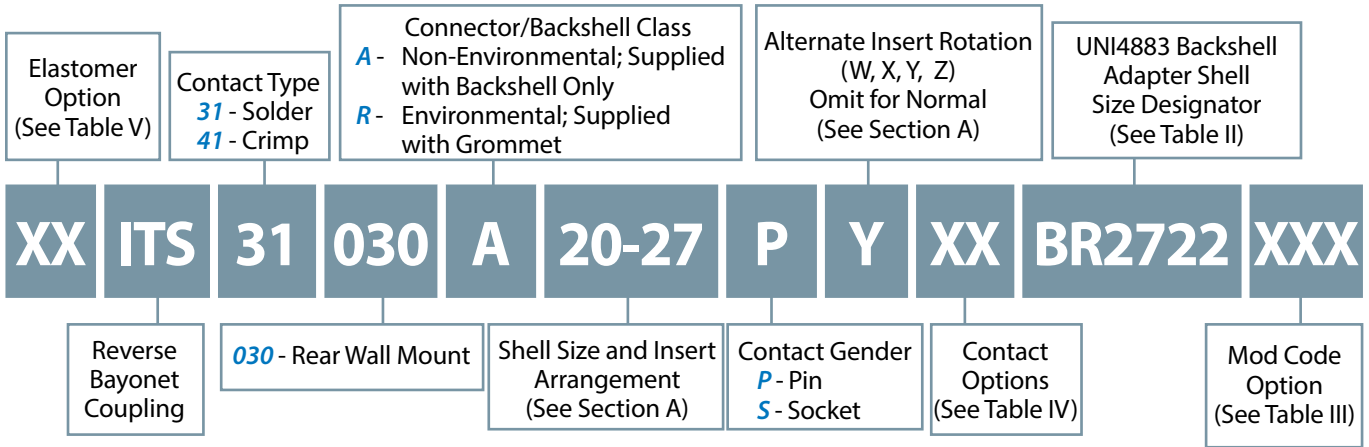 Elastomer
Option
(See Table V)
Contact Type
31 - Solder
41 - Crimp
Connector/Backshell Class
A - Non-Environmental; Supplied
with Backshell Only
R - Environmental; Supplied
with Grommet
Alternate Insert Rotation
(W, X, Y, Z)
Omit for Normal
(See Section A)
UNI4883 Backshell
Adapter Shell
Size Designator
(See Table II)
XX ITS 31 030 A 20-27 P Y XX BR2722 XXX
Reverse
Bayonet
Coupling
030 - Rear Wall Mount
Shell Size and Insert
Arrangement
(See Section A)
Contact Gender
P - Pin
S - Socket
Contact
Options
(See Table IV)
Mod Code
Option
(See Table III)